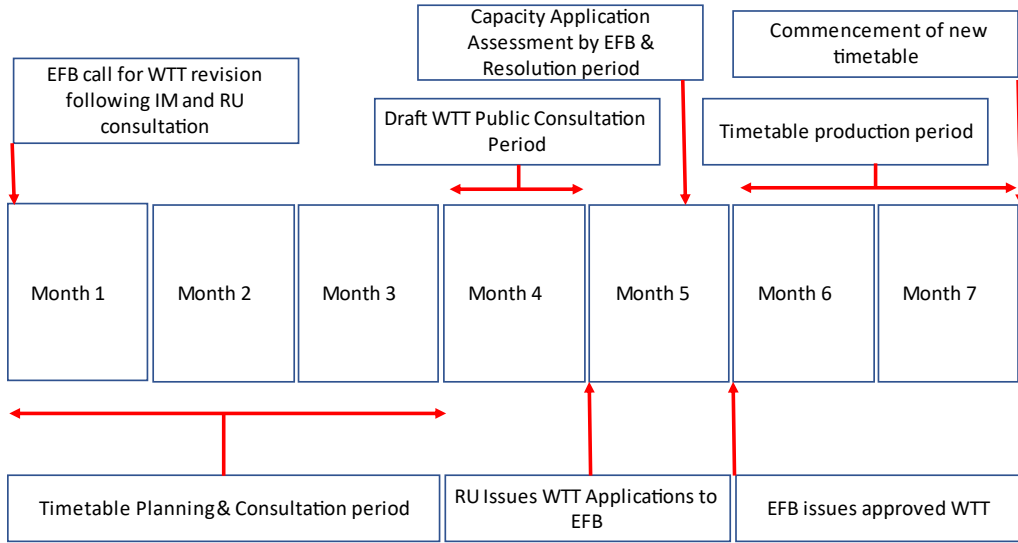 Capacity Application
Assessment by EFB &
Resolution period
Commencement of new
timetable
EFB call for WTT revision
following IM and RU
consultation
Draft WTT Public Consultation
Period
Timetable production period
Month 1
Month 2
Month 3
Month 4
Month 5
Month 6
Month 7
Timetable Planning & Consultation period
RU Issues WTT Applications to
EFB
EFB issues approved WTT